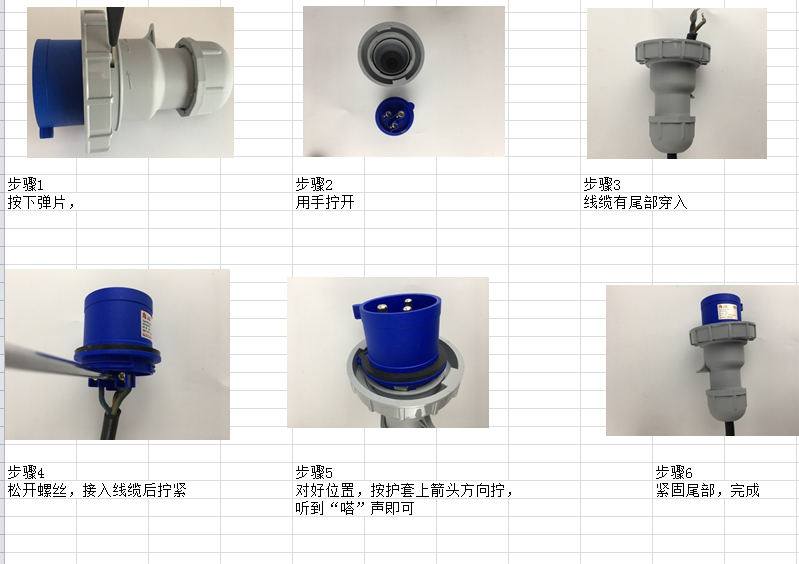 步骤1
按下弹片，
步骤2
用手拧开
步骤3
线缆有尾部穿入
步骤4
松开螺丝，接入线缆后拧紧
步骤5
对好位置，按护套上箭头方向拧，
听到“嗒”声即可
步骤6
紧固尾部，完成